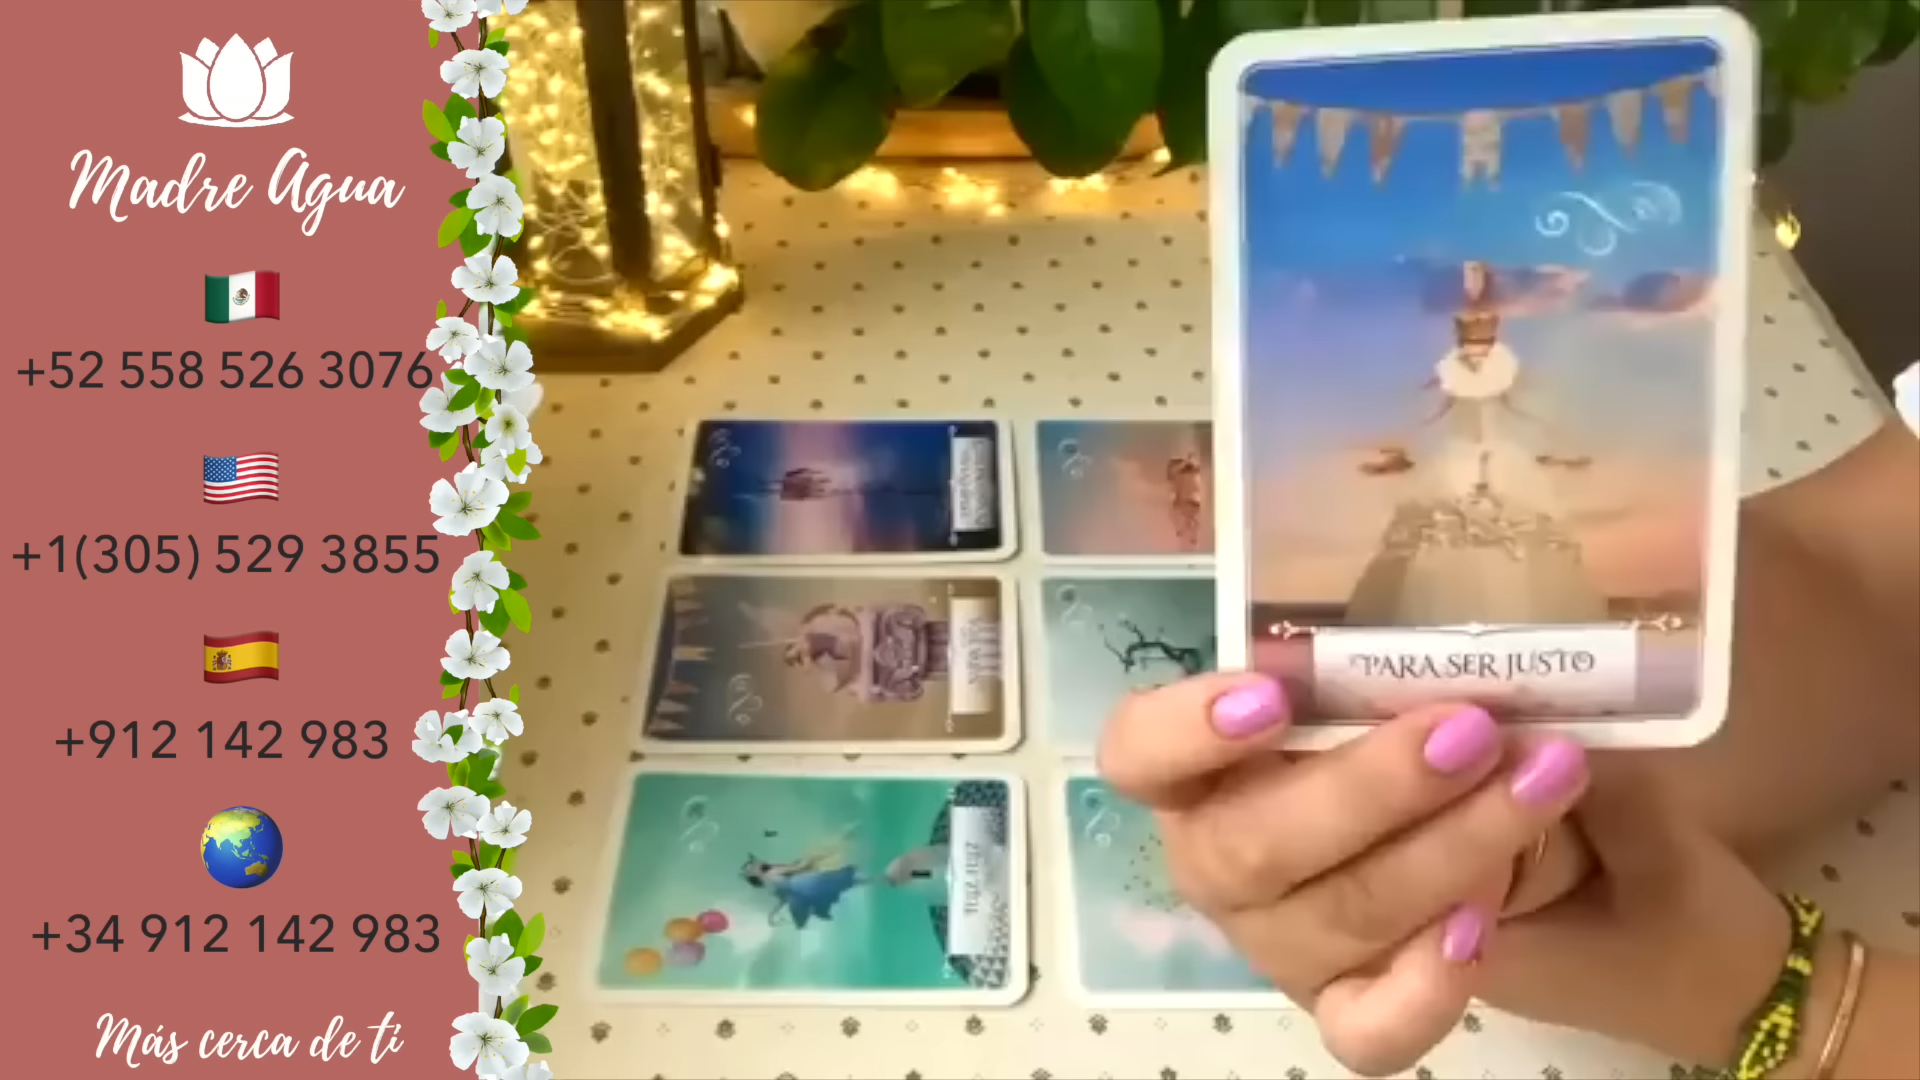 Madre Agua
+52 558 526 3076
+1(305) 529 3855
+912 142 983
+34 912 142 983
Más cerca de ti
PARA SER JUSTO